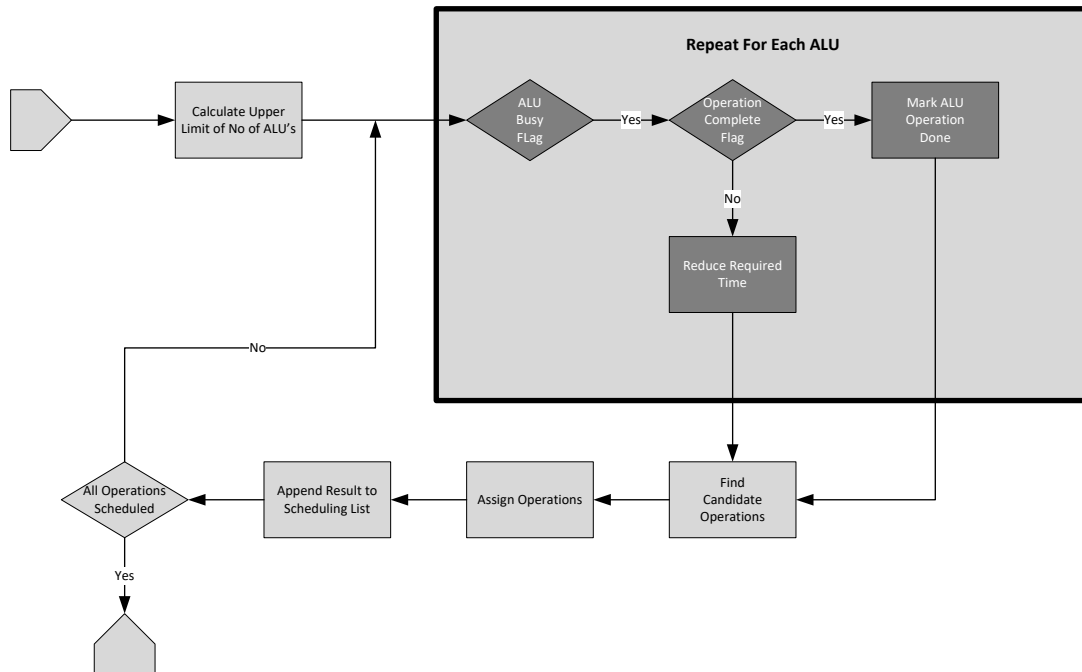 Repeat For Each ALU
Calculate Upper
Limit of No of ALU's
ALU
Busy
FLag
Yes
Operation
Complete
Flag
Yes
Mark ALU
Operation
Done
No
Reduce Required
Time
No
All Operations
Scheduled
Append Result to
Scheduling List
Assign Operations
Find
Candidate
Operations
Yes